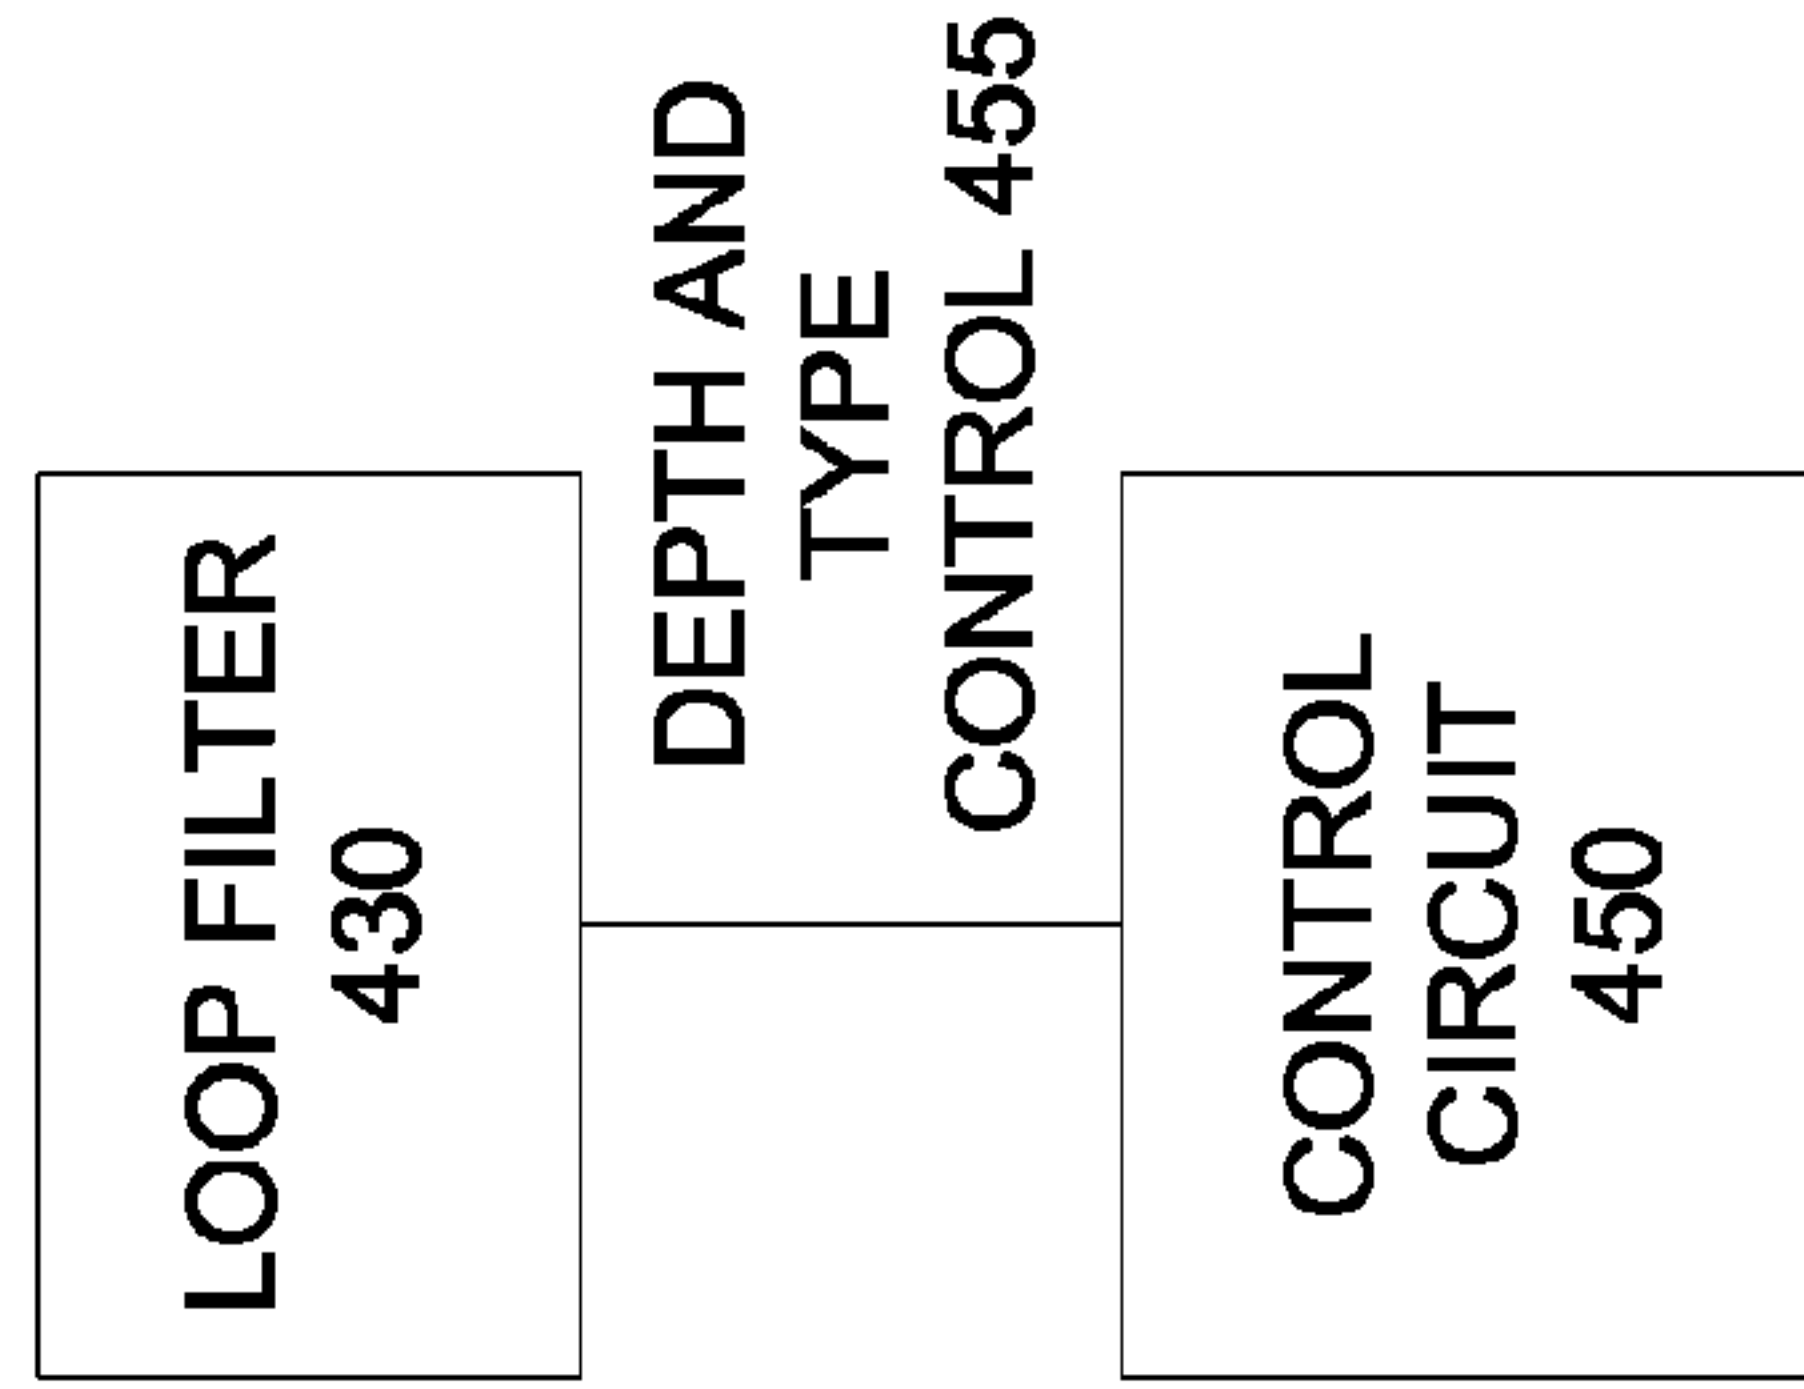 LOOP FILTER
430
DEPTH AND
TYPE
CONTROL 455
CONTROL
CIRCUIT
450